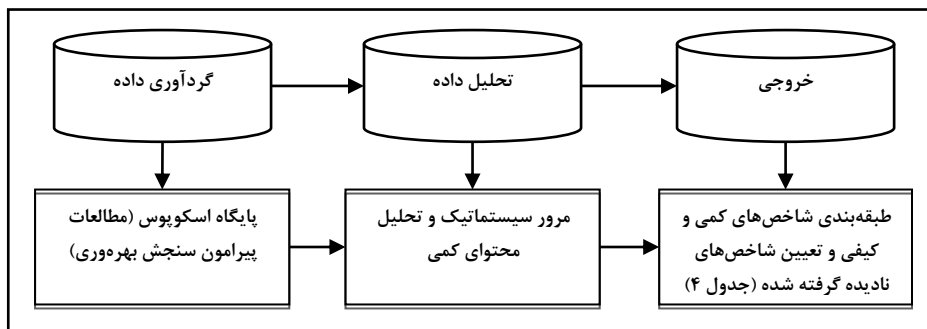 گردآوری داده
تحلیل داده
خروجی
پایگاه اسکوپوس (مطالعات
پیرامون سنجش بهره‌وری)
مرور سیستماتیک و تحلیل
محتوای کمی
طبقه‌بندی شاخص‌های کمی و
کیفی و تعیین شاخص‌های
نادیده گرفته شده (جدول ۴)